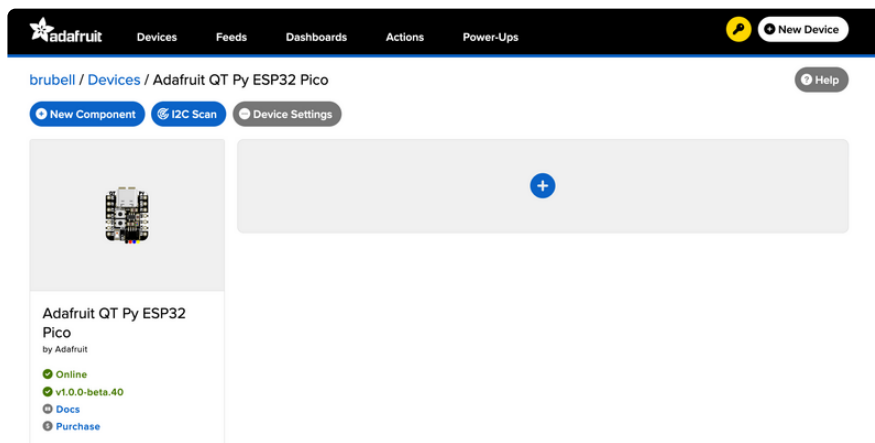 adafruit Devices Feeds Dashboards Actions Power-Ups New Device
brubell / Devices / Adafruit QT Py ESP32 Pico Help
New Component I2C Scan Device Settings
Adafruit QT Py ESP32
Pico
by Adafruit
Online
v1.0.0-beta.40
Docs
Purchase